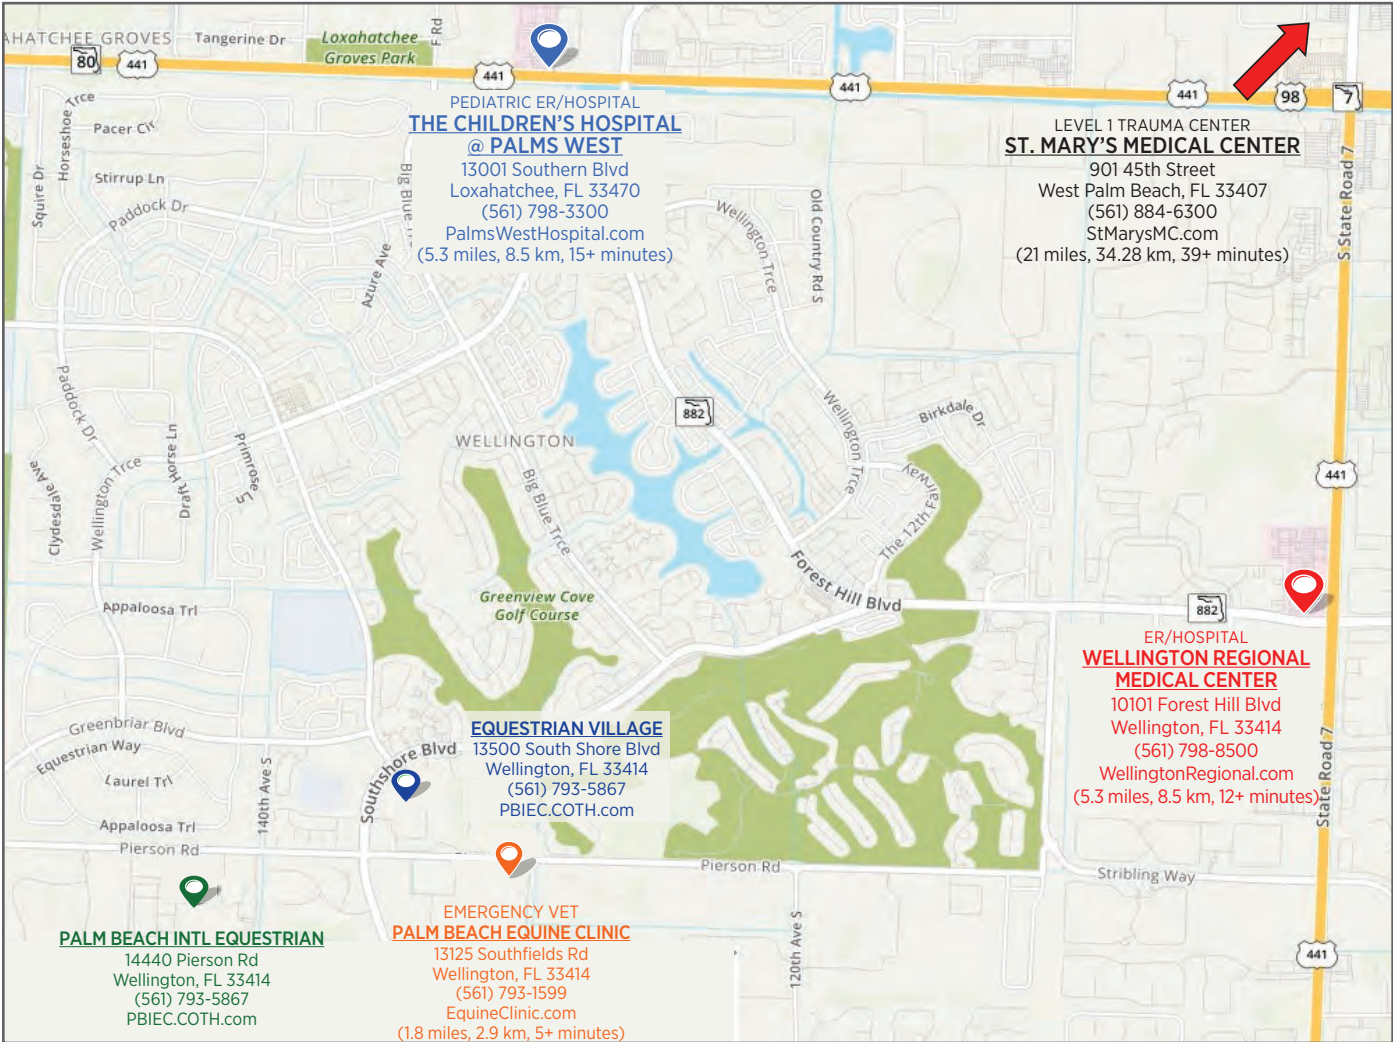 AHATCHEE GROVES
Tangerine Dr
Loxahatchee
Groves Park
F Rd
80
441
441
441
441
98
7
PEDIATRIC ER/HOSPITAL
THE CHILDREN'S HOSPITAL
@ PALMS WEST
13001 Southern Blvd
Loxahatchee, FL 33470
(561) 798-3300
PalmsWestHospital.com
(5.3 miles, 8.5 km, 15+ minutes)
LEVEL 1 TRAUMA CENTER
ST. MARY'S MEDICAL CENTER
901 45th Street
West Palm Beach, FL 33407
(561) 884-6300
StMarysMC.com
(21 miles, 34.28 km, 39+ minutes)
Horseshoe Trce
Pacer Cir
Squire Dr
Stirrup Ln
Paddock Dr
Big Blue
Azure Ave
Wellington Trce
Old Country Rd S
S State Road 7
Paddock Dr
882
Wellington Trce
Birkdale Dr
WELLINGTON
Clydesdale Ave
Wellington Trce
Draft Horse Ln
Primrose Ln
Big Blue Trce
The 12th Fairway
441
Forest Hill Blvd
Greenview Cove
Golf Course
Appaloosa Trl
882
ER/HOSPITAL
WELLINGTON REGIONAL
MEDICAL CENTER
10101 Forest Hill Blvd
Wellington, FL 33414
(561) 798-8500
WellingtonRegional.com
(5.3 miles, 8.5 km, 12+ minutes)
State Road 7
Greenbriar Blvd
Equestrian Way
Laurel Trl
140th Ave S
Southshore Blvd
EQUESTRIAN VILLAGE
13500 South Shore Blvd
Wellington, FL 33414
(561) 793-5867
PBIEC.COTH.com
Appaloosa Trl
Pierson Rd
Pierson Rd
Stribling Way
120th Ave S
441
PALM BEACH INTL EQUESTRIAN
14440 Pierson Rd
Wellington, FL 33414
(561) 793-5867
PBIEC.COTH.com
EMERGENCY VET
PALM BEACH EQUINE CLINIC
13125 Southfields Rd
Wellington, FL 33414
(561) 793-1599
EquineClinic.com
(1.8 miles, 2.9 km, 5+ minutes)